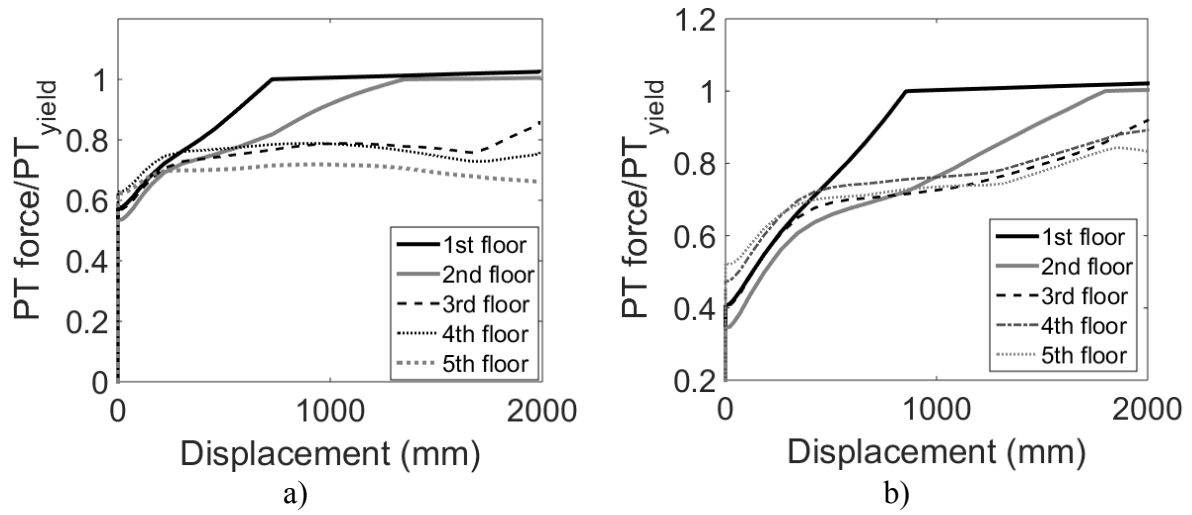 PT force/PT_yield
1.2
1
0.8
0.6
0.4
0.2
0
0 1000 2000
Displacement (mm)
1st floor
2nd floor
3rd floor
4th floor
5th floor
a)
PT force/PT_yield
1.2
1
0.8
0.6
0.4
0.2
0 1000 2000
Displacement (mm)
1st floor
2nd floor
3rd floor
4th floor
5th floor
b)